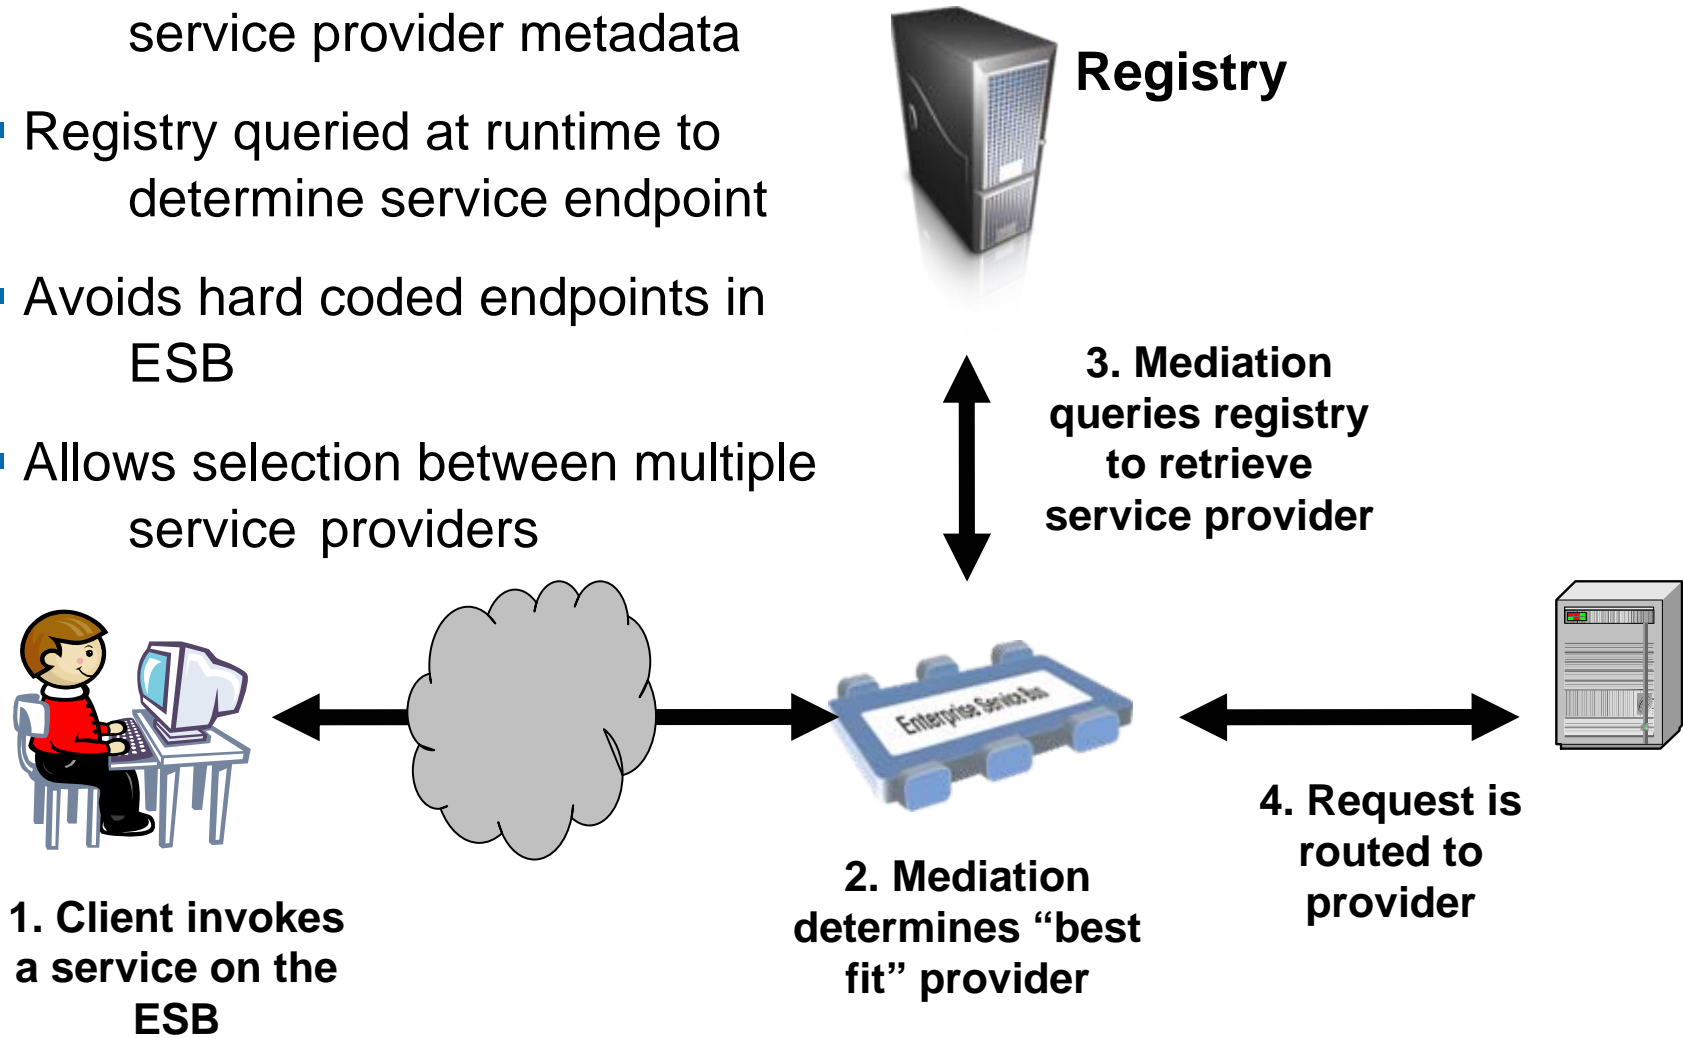 service provider metadata
Registry queried at runtime to
determine service endpoint
Avoids hard coded endpoints in
ESB
Allows selection between multiple
service providers
Registry
3. Mediation
queries registry
to retrieve
service provider
Enterprise Service Bus
4. Request is
routed to
provider
2. Mediation
determines “best
fit” provider
1. Client invokes
a service on the
ESB